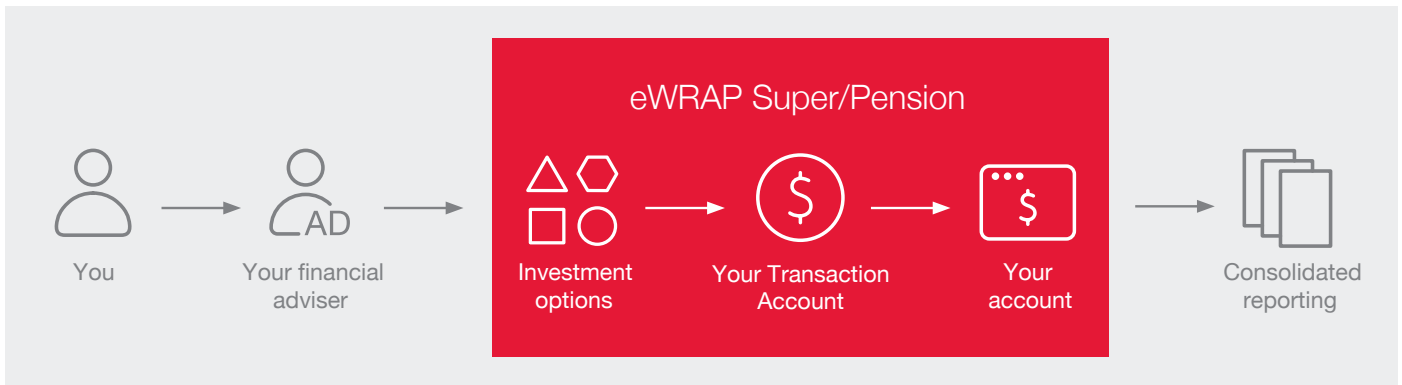 eWRAP Super/Pension
AD
$
$
You
Your financial
adviser
Investment
options
Your Transaction
Account
Your
account
Consolidated
reporting